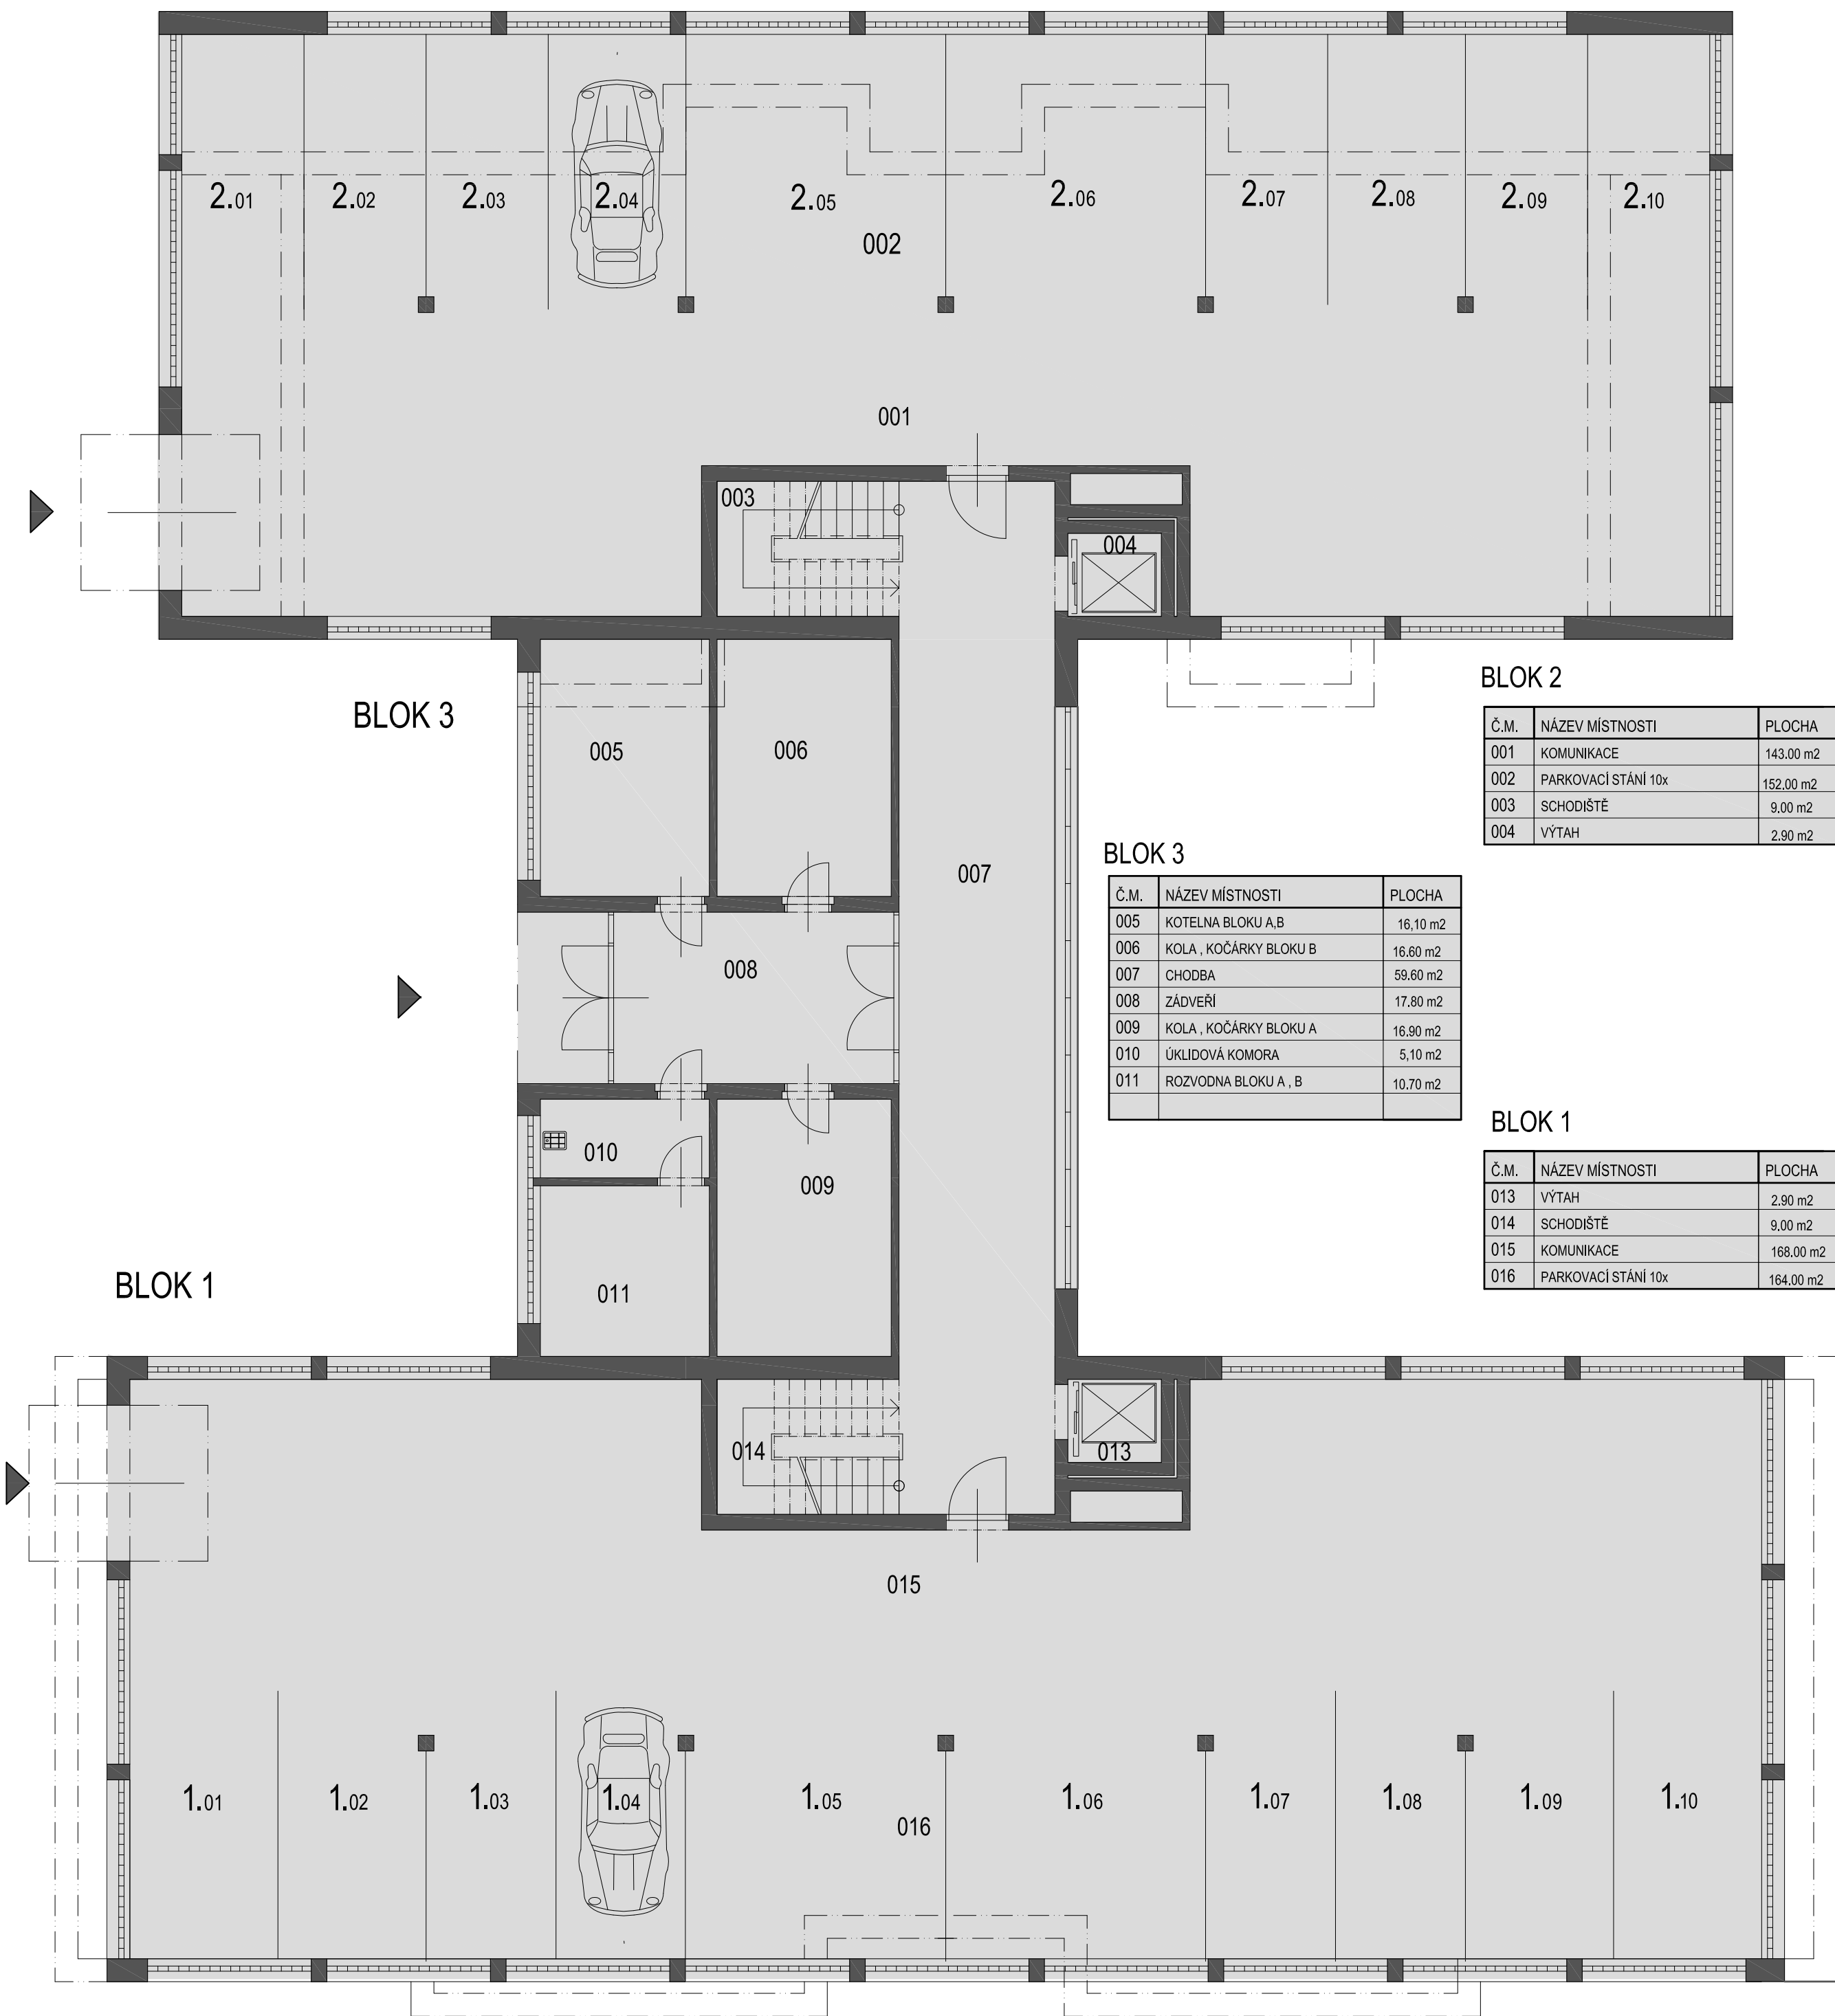 2.01 2.02 2.03 2.04 2.05 2.06 2.07 2.08 2.09 2.10
002
001
003
004
BLOK 3
005
006
007
008
010
009
011
BLOK 2
Č.M. NÁZEV MÍSTNOSTI PLOCHA
001 KOMUNIKACE 143.00 m2
002 PARKOVACÍ STÁNÍ 10x 152.00 m2
003 SCHODIŠTĚ 9.00 m2
004 VÝTAH 2.90 m2
BLOK 3
Č.M. NÁZEV MÍSTNOSTI PLOCHA
005 KOTELNA BLOKU A,B 16,10 m2
006 KOLA , KOČÁRKY BLOKU B 16.60 m2
007 CHODBA 59.60 m2
008 ZÁDVEŘÍ 17.80 m2
009 KOLA , KOČÁRKY BLOKU A 16.90 m2
010 ÚKLIDOVÁ KOMORA 5,10 m2
011 ROZVODNA BLOKU A , B 10.70 m2
BLOK 1
Č.M. NÁZEV MÍSTNOSTI PLOCHA
013 VÝTAH 2.90 m2
014 SCHODIŠTĚ 9.00 m2
015 KOMUNIKACE 168.00 m2
016 PARKOVACÍ STÁNÍ 10x 164.00 m2
BLOK 1
014
013
015
1.01 1.02 1.03 1.04 1.05 1.06 1.07 1.08 1.09 1.10
016